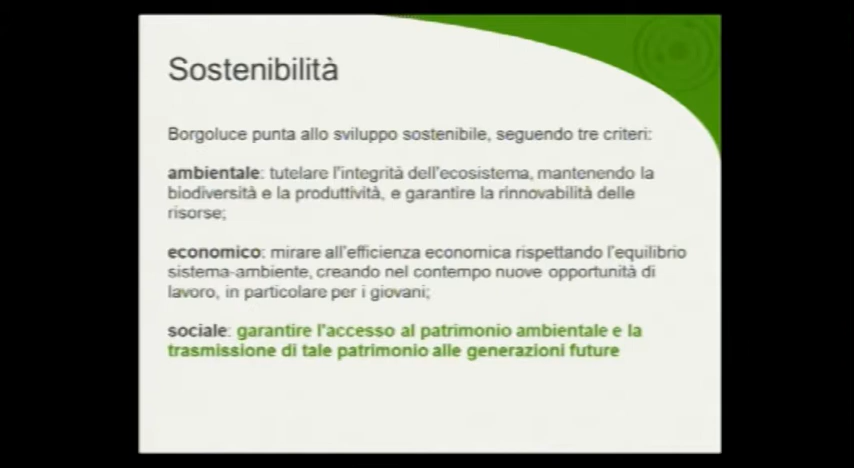 Sostenibilità
Borgoluce punta allo sviluppo sostenibile, seguendo tre criteri:
ambientale: tutelare l'integrità dell'ecosistema, mantenendo la
biodiversità e la produttività, e garantire la rinnovabilità delle
risorse;
economico: mirare all'efficienza economica rispettando l'equilibrio
sistema-ambiente, creando nel contempo nuove opportunità di
lavoro, in particolare per i giovani;
sociale: garantire l'accesso al patrimonio ambientale e la
trasmissione di tale patrimonio alle generazioni future